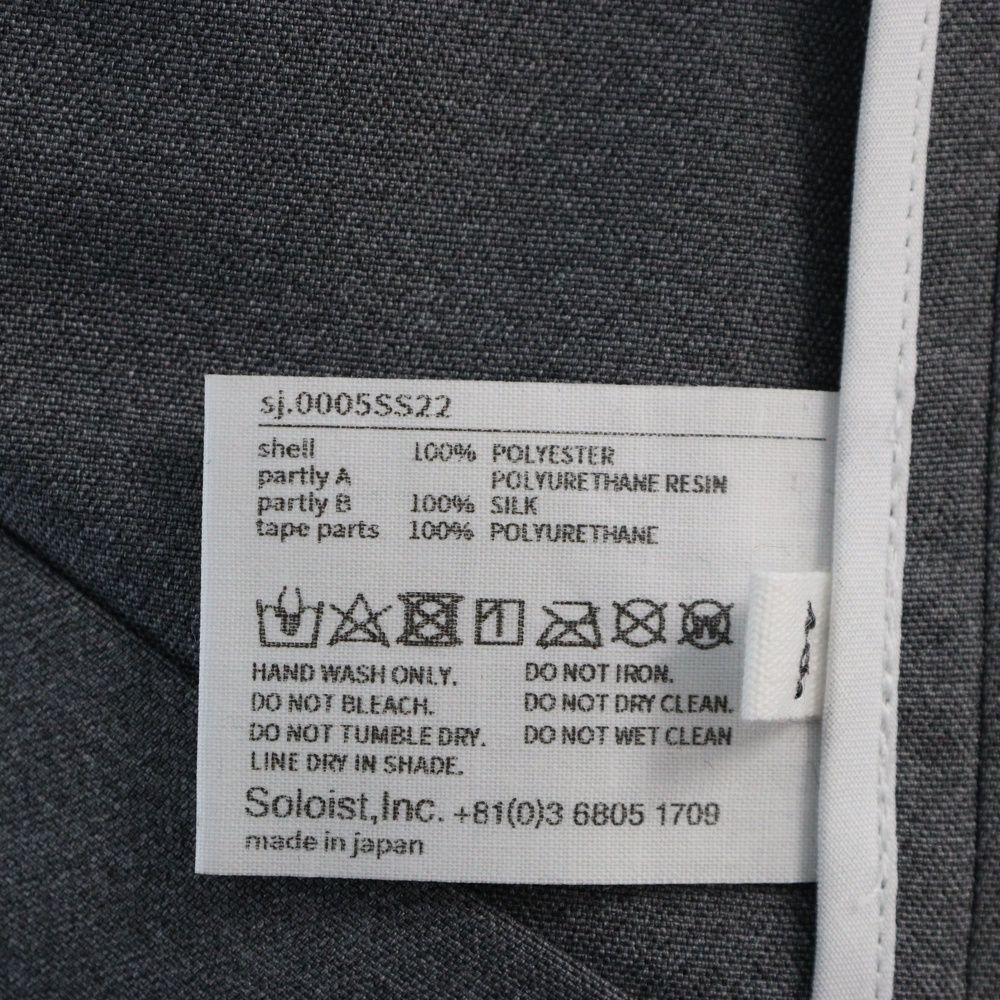 sj.0005SS22
shell 100% POLYESTER
partly A POLYURETHANE RESIN
partly B 100% SILK
tape parts 100% POLYURETHANE
HAND WASH ONLY. DO NOT IRON.
DO NOT BLEACH. DO NOT DRY CLEAN.
DO NOT TUMBLE DRY. DO NOT WET CLEAN
LINE DRY IN SHADE.
Soloist,Inc. +81(0)3 6805 1709
made in japan